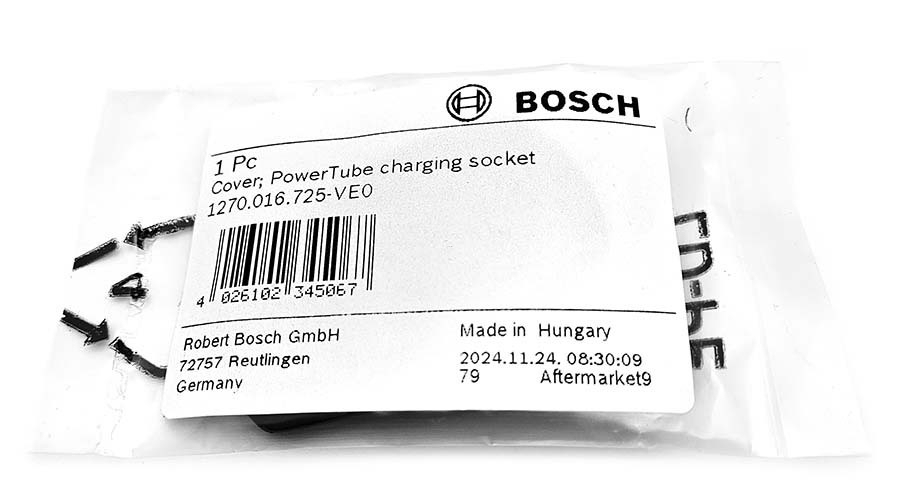 BOSCH
1 Pc
Cover; PowerTube charging socket
1270.016.725-VE0
4 026102 345067
Robert Bosch GmbH
72757 Reutlingen
Germany
Made in Hungary
2024.11.24. 08:30:09
79 Aftermarket9
4